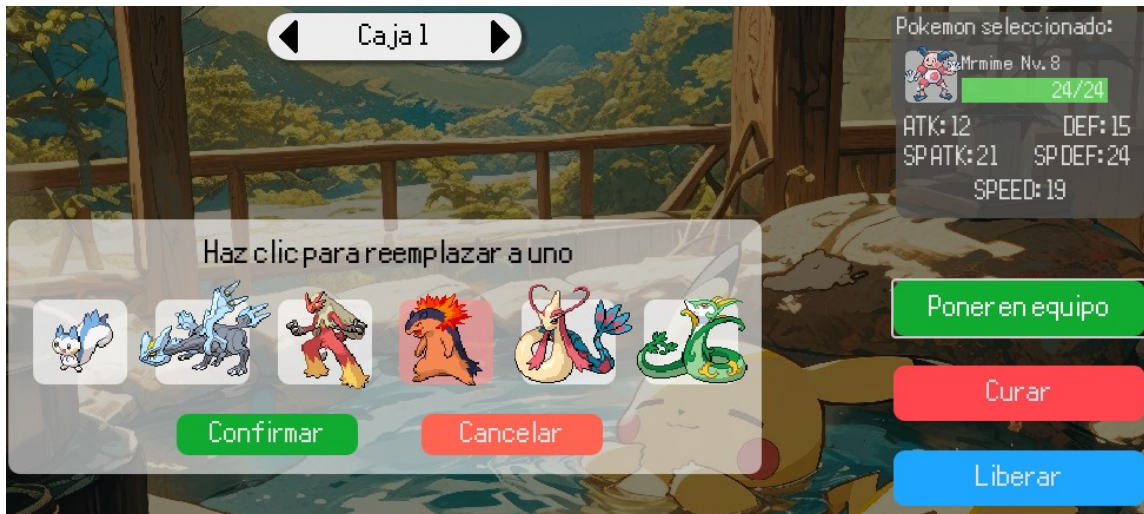 Caja 1
Pokemon seleccionado:
Mrmime Nv. 8
24/24
ATK: 12 DEF: 15
SPATK: 21 SPDEF: 24
SPEED: 19
Haz clic para reemplazar a uno
Confirmar Cancelar
Poner en equipo
Curar
Liberar